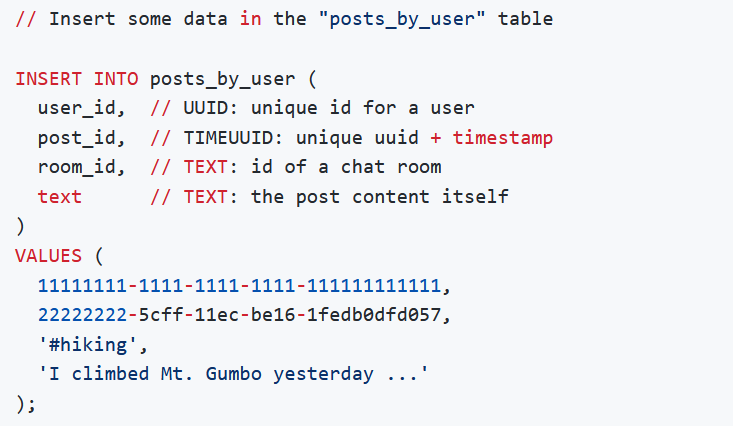 // Insert some data in the "posts_by_user" table
INSERT INTO posts_by_user (
user_id,  // UUID: unique id for a user
post_id,  // TIMEUUID: unique uuid + timestamp
room_id,  // TEXT: id of a chat room
text      // TEXT: the post content itself
)
VALUES (
11111111-1111-1111-1111-111111111111,
22222222-5cff-11ec-be16-1fedb0dfd057,
'#hiking',
'I climbed Mt. Gumbo yesterday ...'
);